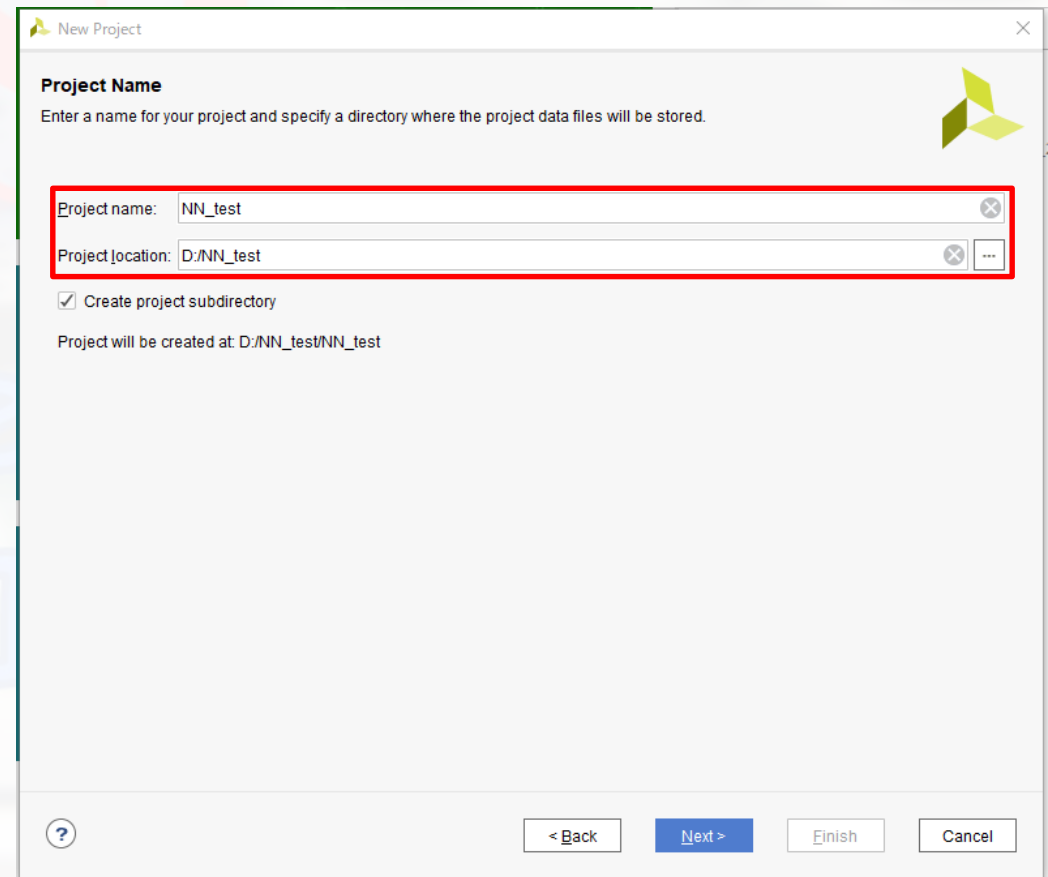 New Project
Project Name
Enter a name for your project and specify a directory where the project data files will be stored.
Project name: NN_test
Project location: D:/NN_test ...
Create project subdirectory
Project will be created at: D:/NN_test/NN_test
? < Back Next > Finish Cancel